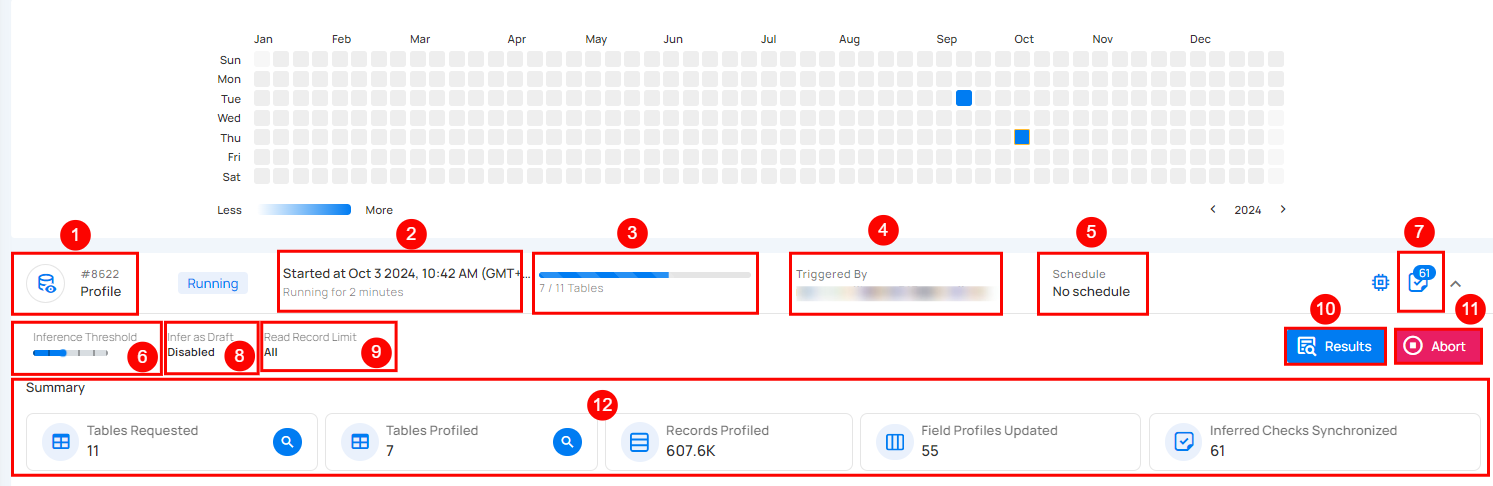 Jan Feb Mar Apr May Jun Jul Aug Sep Oct Nov Dec
Sun
Mon
Tue
Wed
Thu
Fri
Sat
Less More < 2024 >
1 2 3 4 5 7
#8622
Profile
Running
Started at Oct 3 2024, 10:42 AM (GMT+...
Running for 2 minutes
7 / 11 Tables
Triggered By
Schedule
No schedule
61
Inference Threshold
6
Infer as Draft
Disabled
8
Read Record Limit
All
9
10
Results
11
Abort
Summary
12
Tables Requested
11
Tables Profiled
7
Records Profiled
607.6K
Field Profiles Updated
55
Inferred Checks Synchronized
61